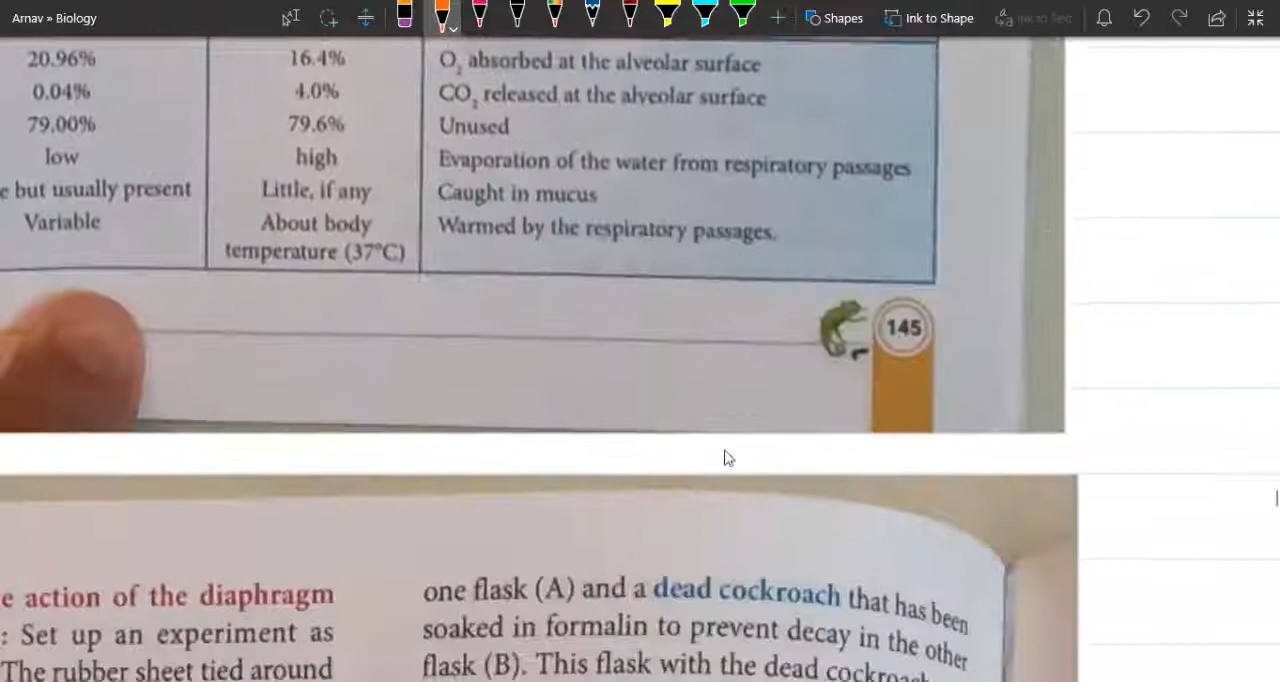 Arnav » Biology
Shapes
Ink to Shape
Ink to Text
20.96% 16.4% O₂ absorbed at the alveolar surface
0.04% 4.0% CO₂ released at the alveolar surface
79.00% 79.6% Unused
low high Evaporation of the water from respiratory passages
e but usually present Little, if any Caught in mucus
Variable About body Warmed by the respiratory passages.
temperature (37°C)
145
e action of the diaphragm
: Set up an experiment as
The rubber sheet tied around
one flask (A) and a dead cockroach that has been
soaked in formalin to prevent decay in the other
flask (B). This flask with the dead cockroach